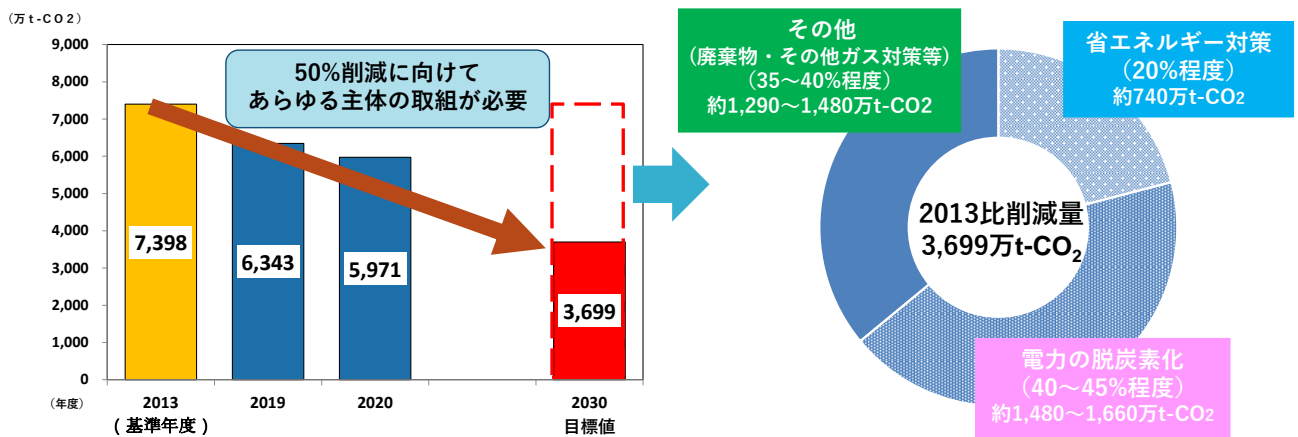 (万t-CO2)
9,000
8,000
7,000
6,000
5,000
4,000
3,000
2,000
1,000
0
50%削減に向けて
あらゆる主体の取組が必要
7,398
6,343
5,971
3,699
(年度)
2013
(基準年度)
2019
2020
2030
目標値
その他
(廃棄物・その他ガス対策等)
(35〜40%程度)
約1,290〜1,480万t-CO2
省エネルギー対策
(20%程度)
約740万t-CO2
2013比削減量
3,699万t-CO2
電力の脱炭素化
(40〜45%程度)
約1,480〜1,660万t-CO2